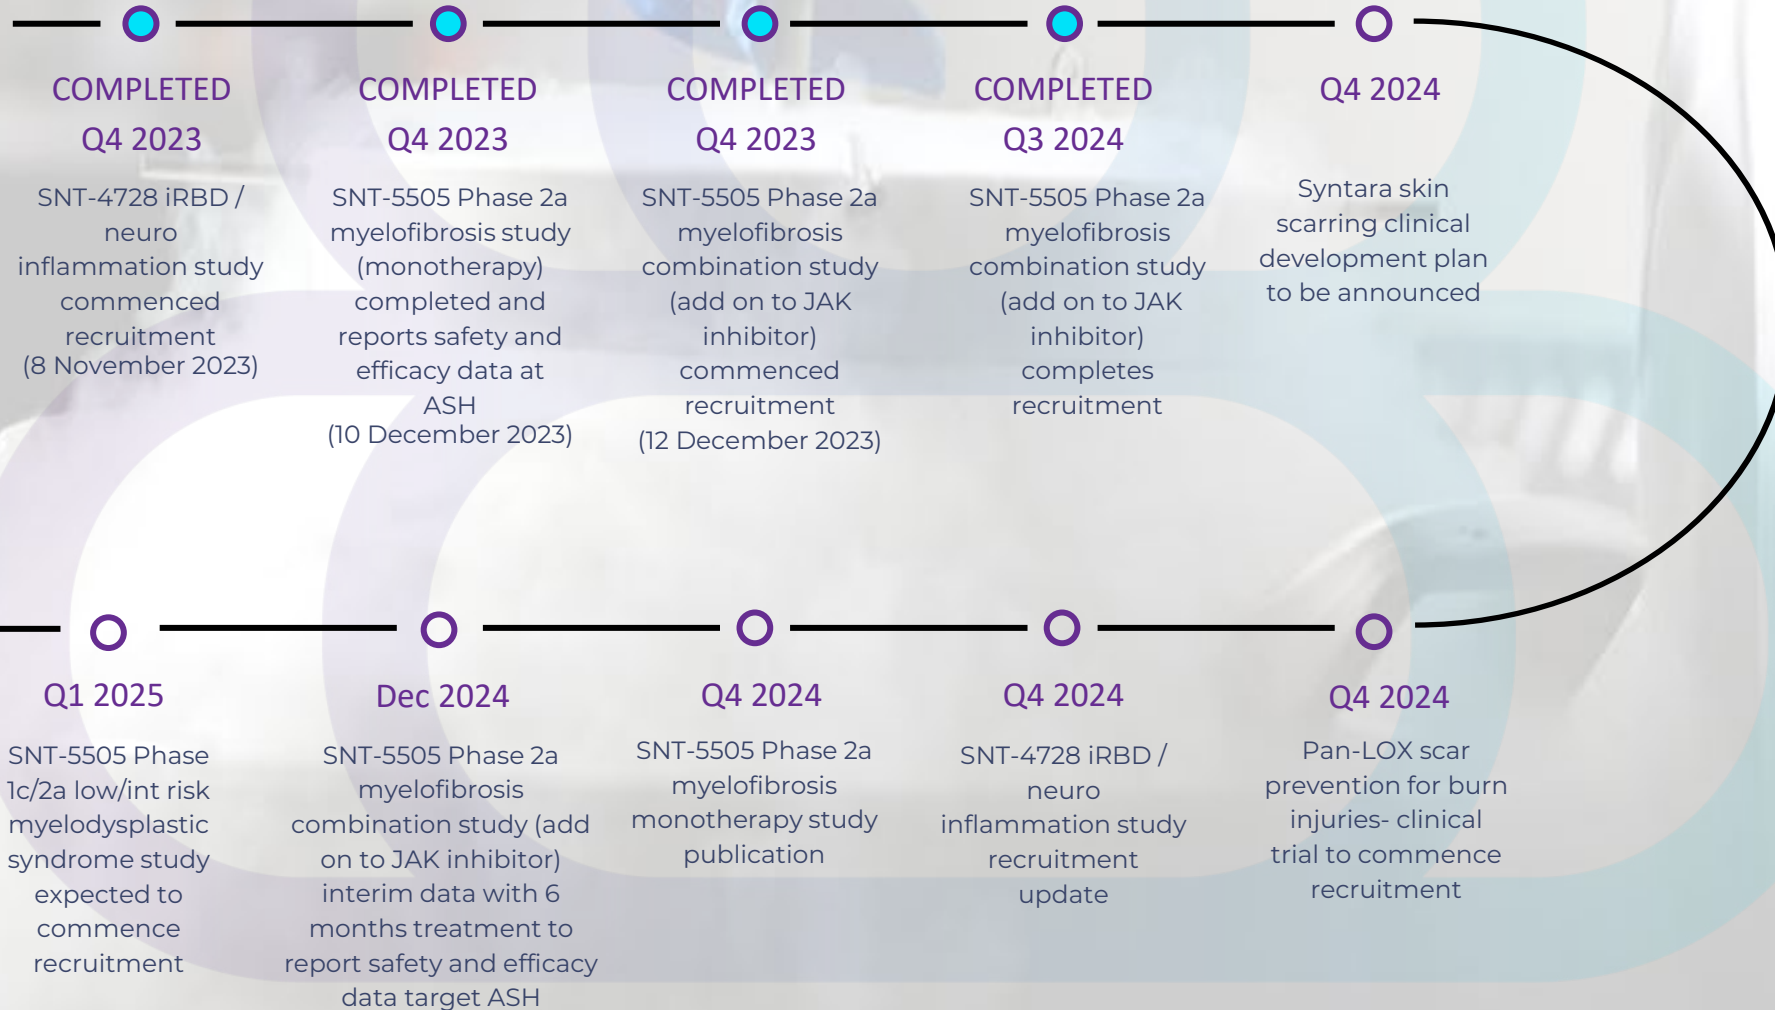 COMPLETED
Q4 2023
SNT-4728 iRBD /
neuro
inflammation study
commenced
recruitment
(8 November 2023)
COMPLETED
Q4 2023
SNT-5505 Phase 2a
myelofibrosis study
(monotherapy)
completed and
reports safety and
efficacy data at
ASH
(10 December 2023)
COMPLETED
Q4 2023
SNT-5505 Phase 2a
myelofibrosis
combination study
(add on to JAK
inhibitor)
commenced
recruitment
(12 December 2023)
COMPLETED
Q3 2024
SNT-5505 Phase 2a
myelofibrosis
combination study
(add on to JAK
inhibitor)
completes
recruitment
Q4 2024
Syntara skin
scarring clinical
development plan
to be announced
Q1 2025
SNT-5505 Phase
1c/2a low/int risk
myelodysplastic
syndrome study
expected to
commence
recruitment
Dec 2024
SNT-5505 Phase 2a
myelofibrosis
combination study (add
on to JAK inhibitor)
interim data with 6
months treatment to
report safety and efficacy
data target ASH
Q4 2024
SNT-5505 Phase 2a
myelofibrosis
monotherapy study
publication
Q4 2024
SNT-4728 iRBD /
neuro
inflammation study
recruitment
update
Q4 2024
Pan-LOX scar
prevention for burn
injuries- clinical
trial to commence
recruitment